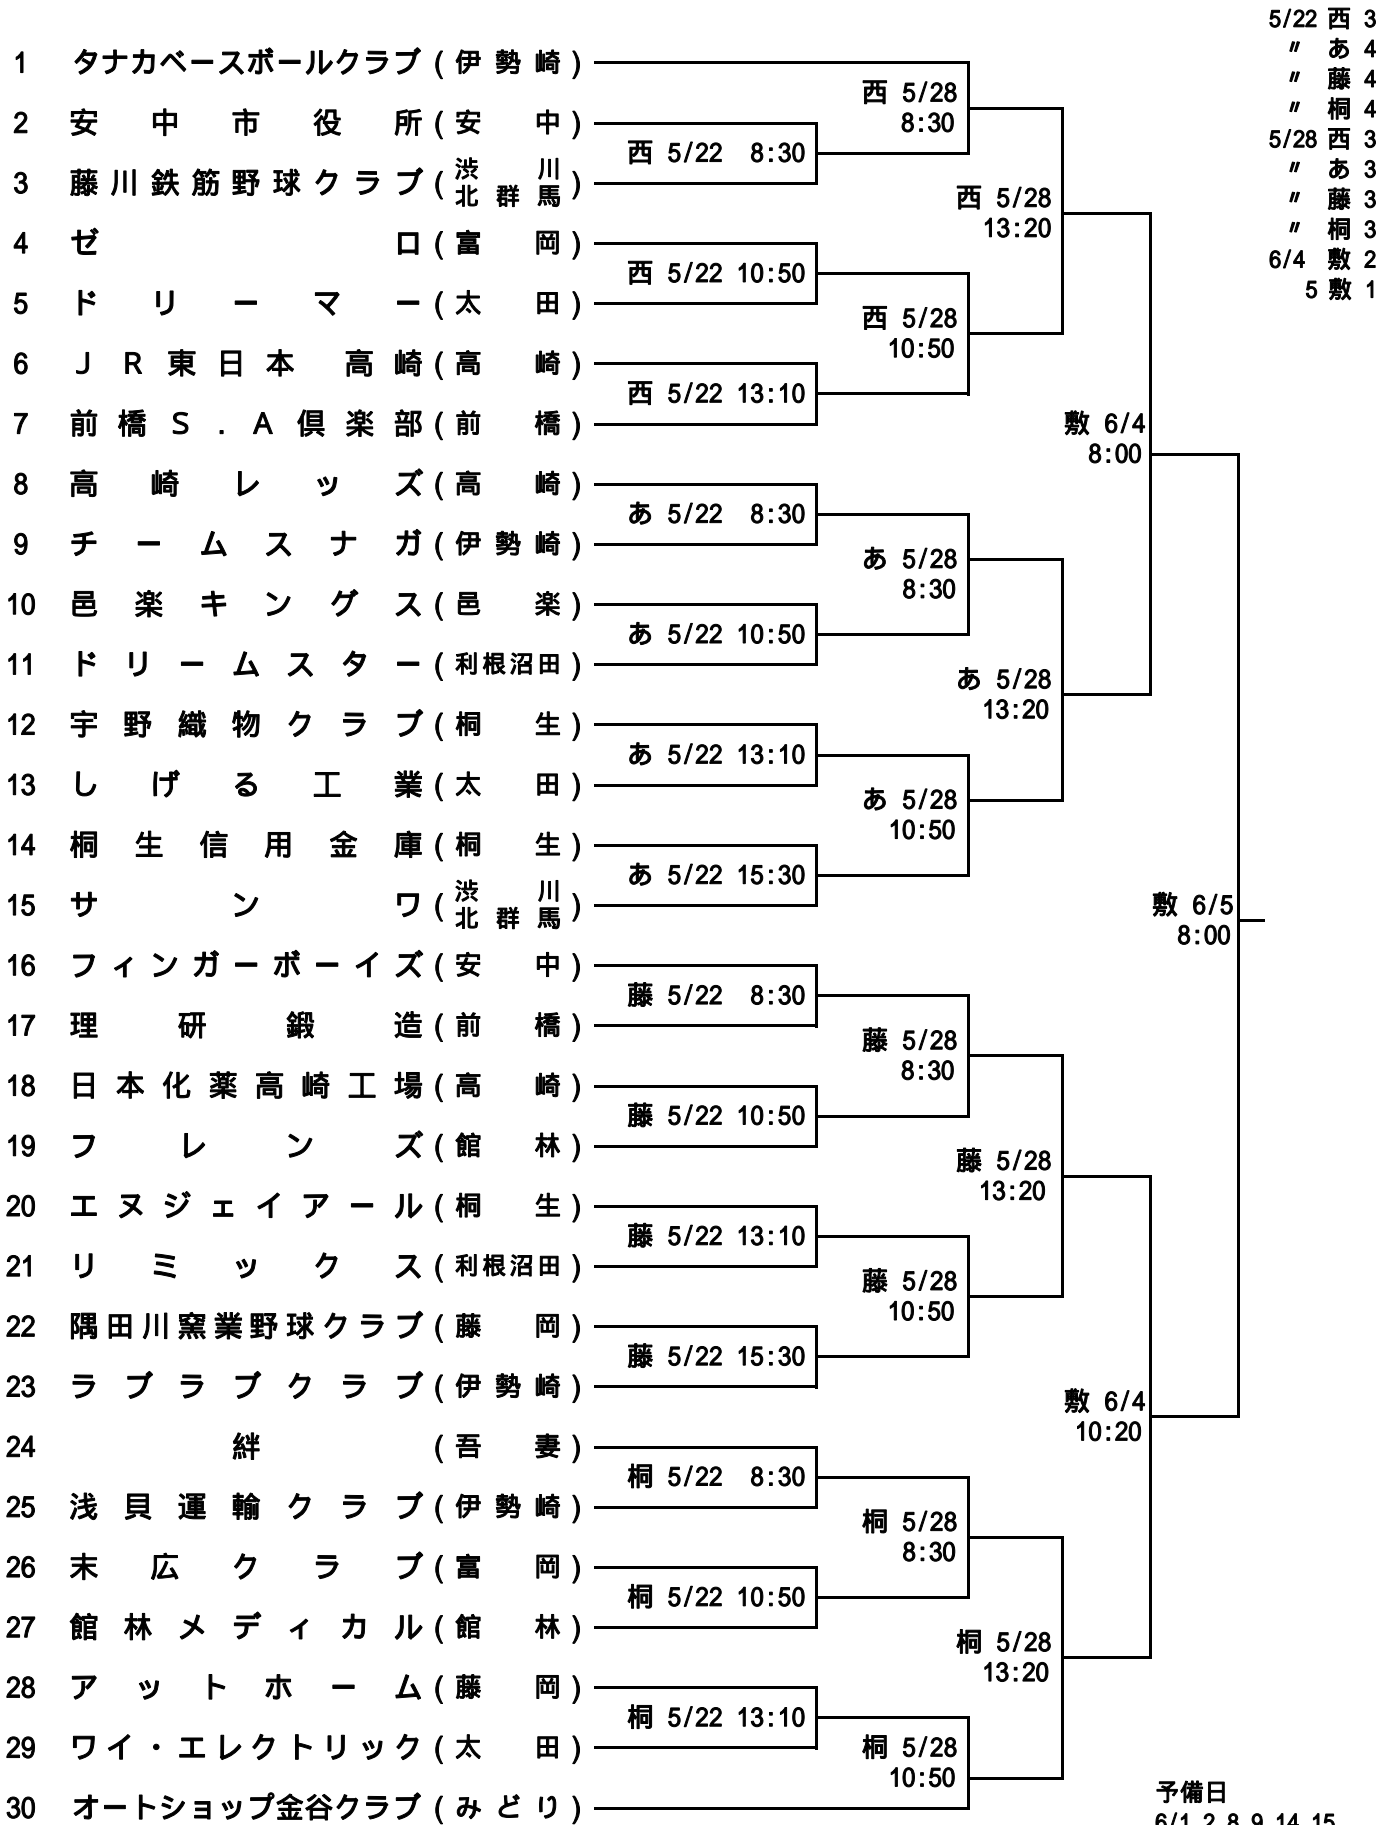 5/22 西 3
〃 あ 4
〃 藤 4
〃 桐 4
5/28 西 3
〃 あ 3
〃 藤 3
〃 桐 3
6/4 敷 2
5 敷 1
1 タナカベースボールクラブ (伊勢崎)
西 5/28
8:30
2 安中市役所 (安中)
西 5/22 8:30
3 藤川鉄筋野球クラブ (渋川北群馬)
西 5/28
13:20
4 ゼロ (富岡)
西 5/22 10:50
5 ドリーマー (太田)
西 5/28
10:50
6 JR東日本 高崎 (高崎)
西 5/22 13:10
7 前橋S.A倶楽部 (前橋)
敷 6/4
8:00
8 高崎レッズ (高崎)
あ 5/22 8:30
9 チームスナガ (伊勢崎)
あ 5/28
8:30
10 邑楽キングス (邑楽)
あ 5/22 10:50
11 ドリームスター (利根沼田)
あ 5/28
13:20
12 宇野織物クラブ (桐生)
あ 5/22 13:10
13 しげる工業 (太田)
あ 5/28
10:50
14 桐生信用金庫 (桐生)
あ 5/22 15:30
15 サンワ (渋川北群馬)
敷 6/5
8:00
16 フィンガーボーイズ (安中)
藤 5/22 8:30
17 理研鍛造 (前橋)
藤 5/28
8:30
18 日本化薬高崎工場 (高崎)
藤 5/22 10:50
19 フレンズ (館林)
藤 5/28
13:20
20 エヌジェイアール (桐生)
藤 5/22 13:10
21 リミックス (利根沼田)
藤 5/28
10:50
22 隅田川窯業野球クラブ (藤岡)
藤 5/22 15:30
23 ラブラブクラブ (伊勢崎)
敷 6/4
10:20
24 絆 (吾妻)
桐 5/22 8:30
25 浅貝運輸クラブ (伊勢崎)
桐 5/28
8:30
26 末広クラブ (富岡)
桐 5/22 10:50
27 館林メディカル (館林)
桐 5/28
13:20
28 アットホーム (藤岡)
桐 5/22 13:10
29 ワイ・エレクトリック (太田)
桐 5/28
10:50
30 オートショップ金谷クラブ (みどり)
予備日
6/1 2 8 9 14 15